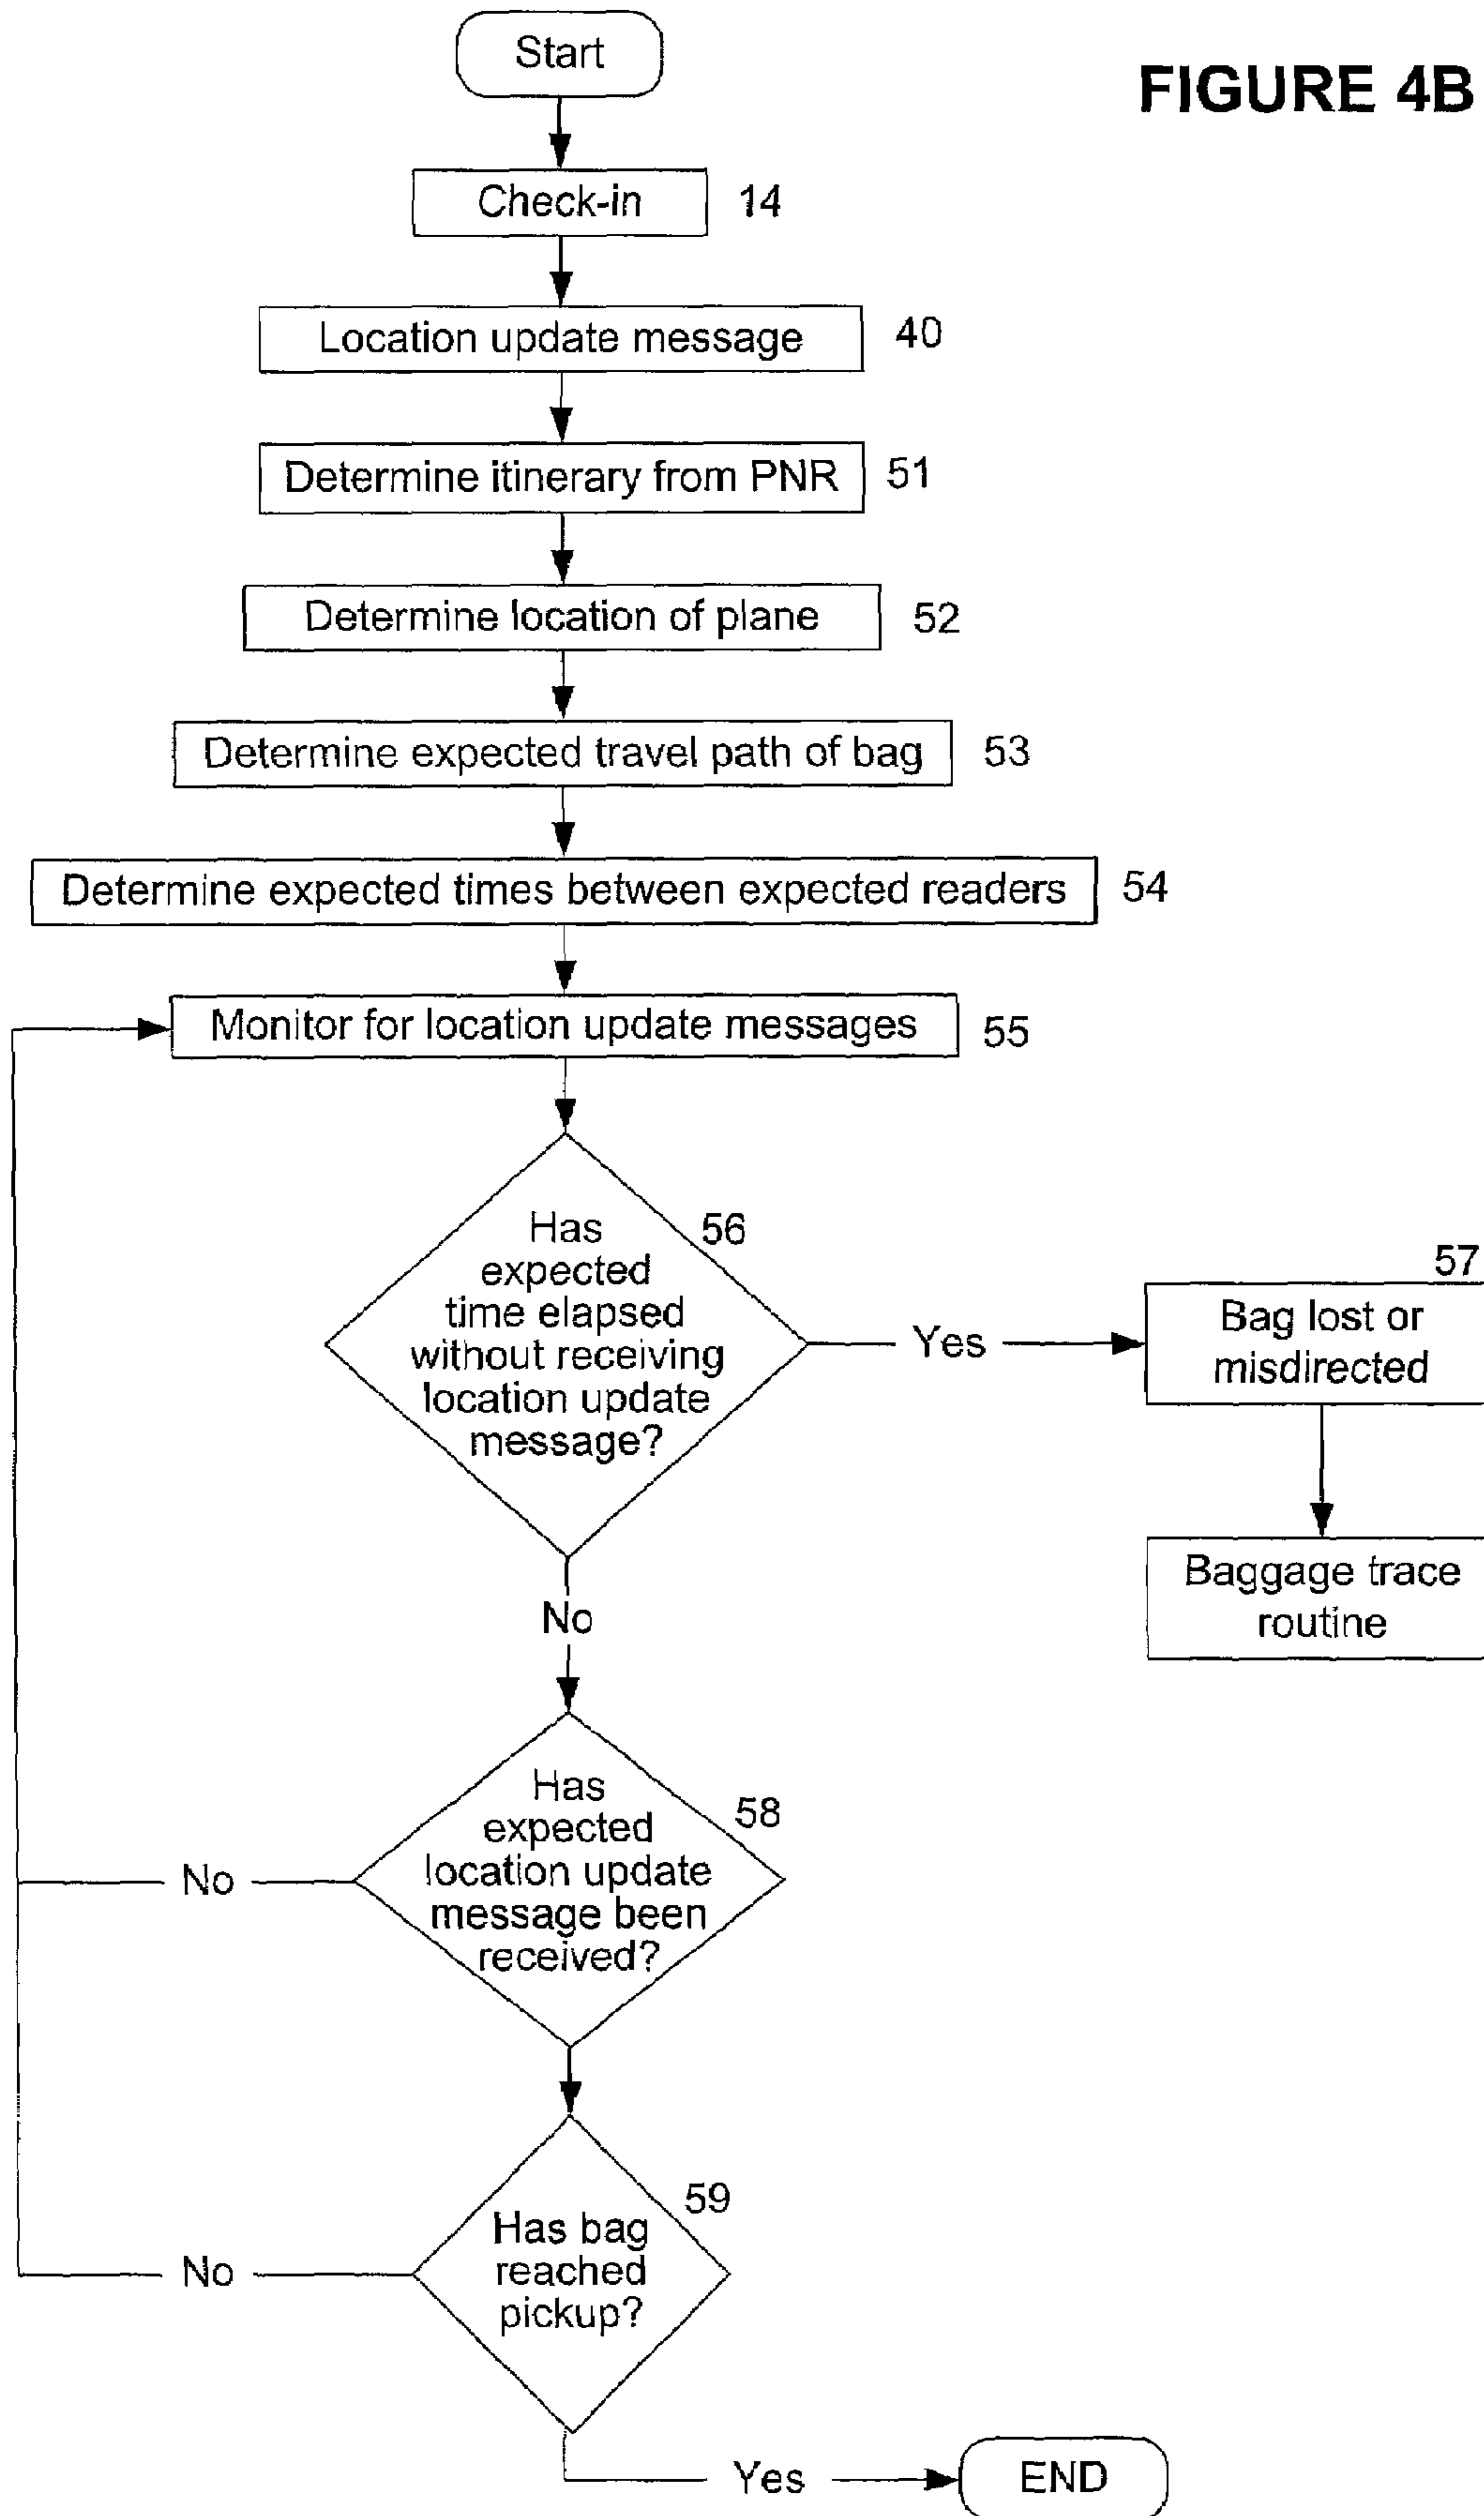 Start
FIGURE 4B
Check-in
14
Location update message
40
Determine itinerary from PNR
51
Determine location of plane
52
Determine expected travel path of bag
53
Determine expected times between expected readers
54
Monitor for location update messages
55
Has
expected
time elapsed
without receiving
location update
message?
56
Yes
57
Bag lost or
misdirected
Baggage trace
routine
No
Has
expected
location update
message been
received?
58
No
Has bag
reached
pickup?
59
No
Yes
END